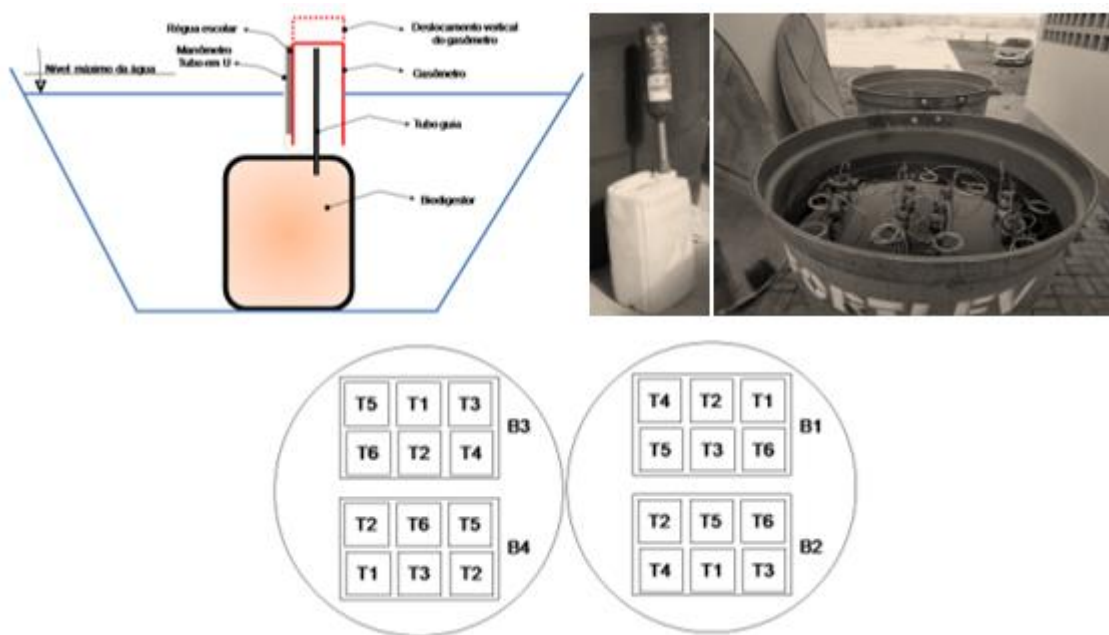 Régua escolar
Manômetro
Tubo em U
Nível máximo da água
Deslocamento vertical
do gasômetro
Gasômetro
Tubo guia
Biodigestor
T5 T1 T3
T6 T2 T4
B3
T2 T6 T5
T1 T3 T2
B4
T4 T2 T1
T5 T3 T6
B1
T2 T5 T6
T4 T1 T3
B2